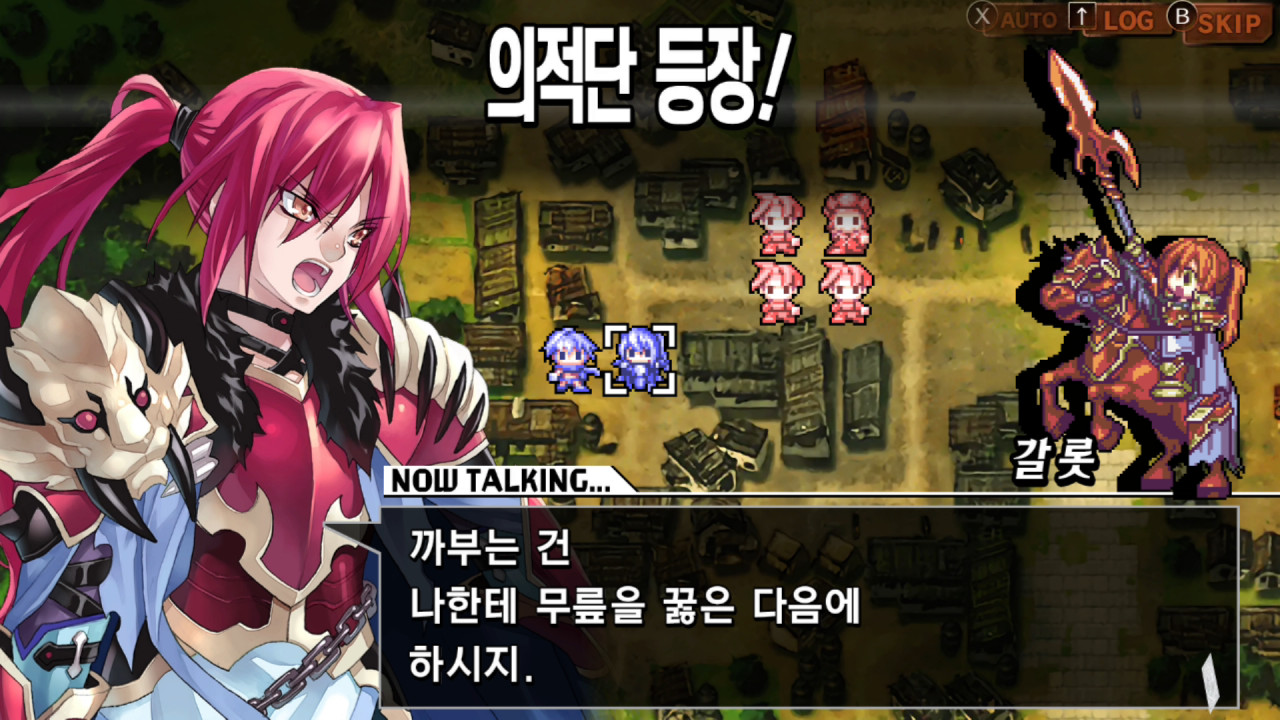 X AUTO ↑ LOG B SKIP
의적단 등장!
갈롯
NOW TALKING...
까부는 건
나한테 무릎을 꿇은 다음에
하시지.